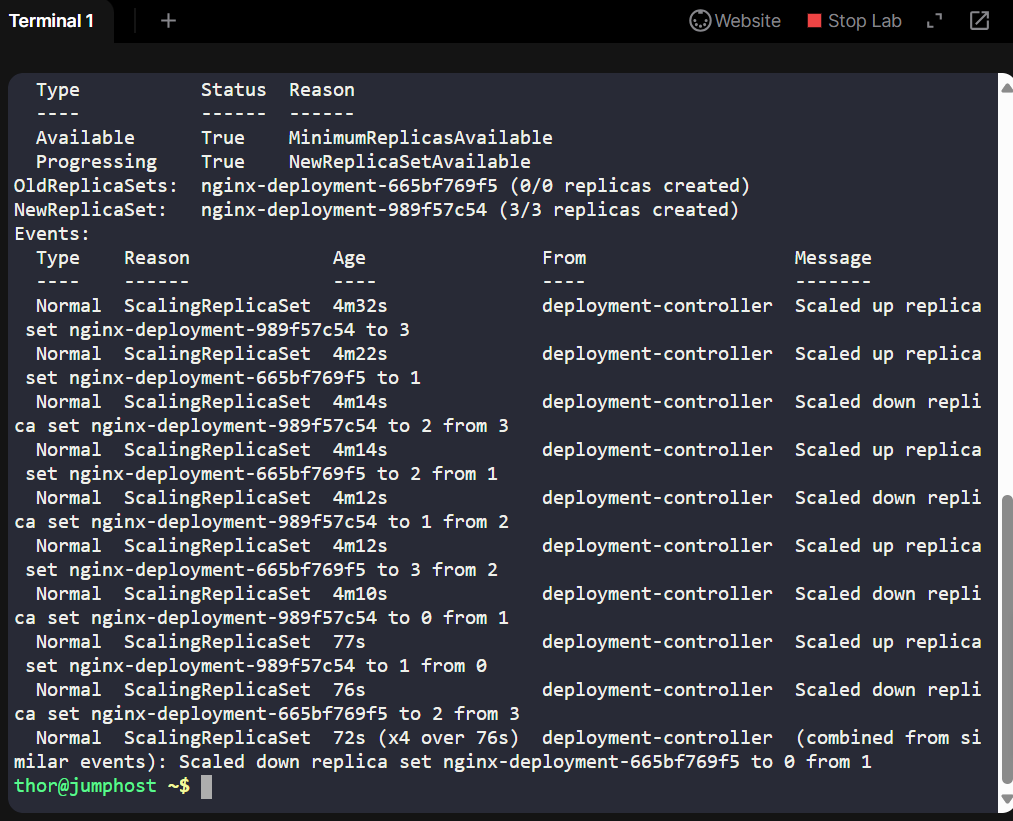 Terminal 1 + Website Stop Lab
Type Status Reason
---- ------ ------
Available True MinimumReplicasAvailable
Progressing True NewReplicaSetAvailable
OldReplicaSets: nginx-deployment-665bf769f5 (0/0 replicas created)
NewReplicaSet: nginx-deployment-989f57c54 (3/3 replicas created)
Events:
Type Reason Age From Message
---- ------ ---- ---- -------
Normal ScalingReplicaSet 4m32s deployment-controller Scaled up replica
set nginx-deployment-989f57c54 to 3
Normal ScalingReplicaSet 4m22s deployment-controller Scaled up replica
set nginx-deployment-665bf769f5 to 1
Normal ScalingReplicaSet 4m14s deployment-controller Scaled down repli
ca set nginx-deployment-989f57c54 to 2 from 3
Normal ScalingReplicaSet 4m14s deployment-controller Scaled up replica
set nginx-deployment-665bf769f5 to 2 from 1
Normal ScalingReplicaSet 4m12s deployment-controller Scaled down repli
ca set nginx-deployment-989f57c54 to 1 from 2
Normal ScalingReplicaSet 4m12s deployment-controller Scaled up replica
set nginx-deployment-665bf769f5 to 3 from 2
Normal ScalingReplicaSet 4m10s deployment-controller Scaled down repli
ca set nginx-deployment-989f57c54 to 0 from 1
Normal ScalingReplicaSet 77s deployment-controller Scaled up replica
set nginx-deployment-989f57c54 to 1 from 0
Normal ScalingReplicaSet 76s deployment-controller Scaled down repli
ca set nginx-deployment-665bf769f5 to 2 from 3
Normal ScalingReplicaSet 72s (x4 over 76s) deployment-controller (combined from si
milar events): Scaled down replica set nginx-deployment-665bf769f5 to 0 from 1
thor@jumphost ~$